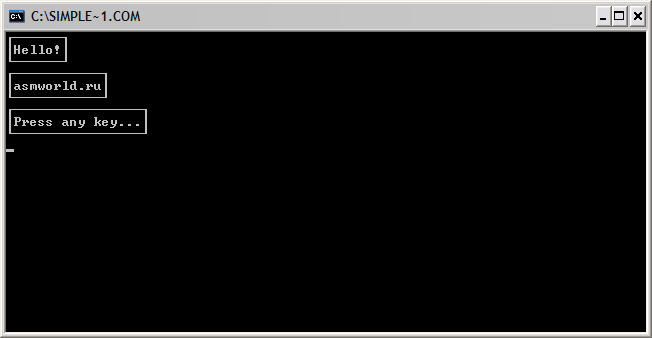 C:\SIMPLE~1.COM
Hello!
asmworld.ru
Press any key...